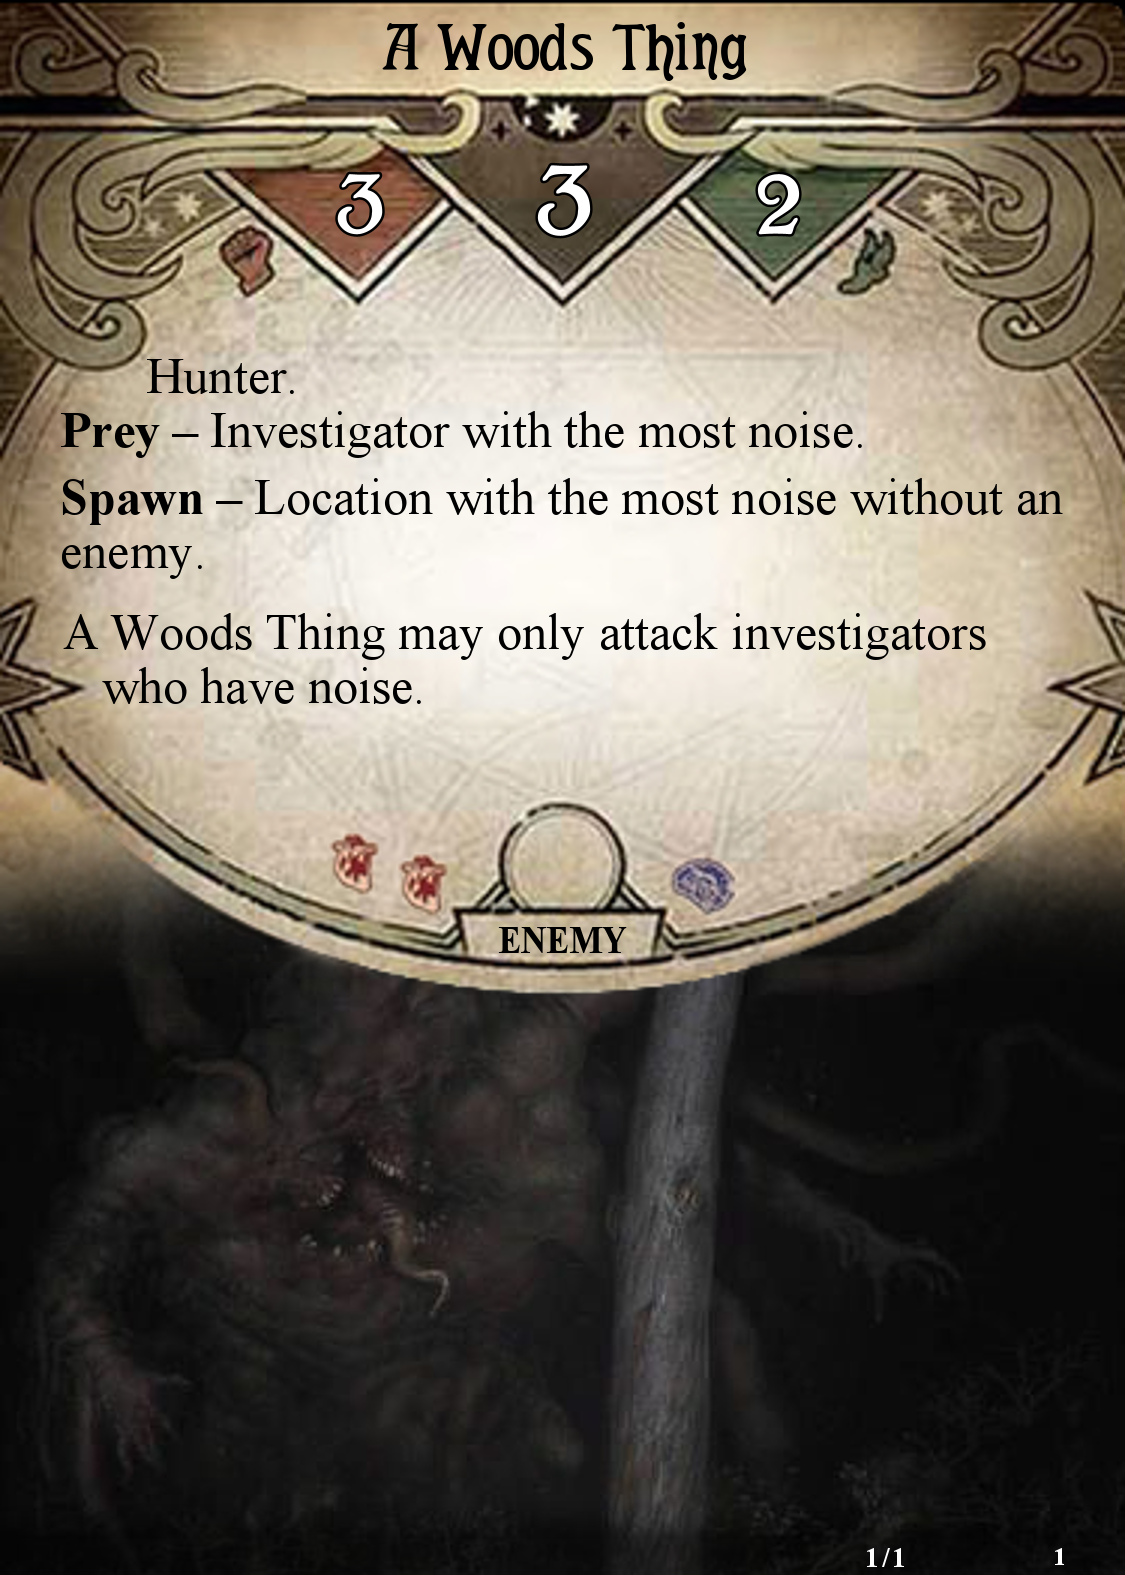 A Woods Thing
3 3 2
Hunter.
Prey – Investigator with the most noise.
Spawn – Location with the most noise without an
enemy.
A Woods Thing may only attack investigators
who have noise.
ENEMY
1/1 1